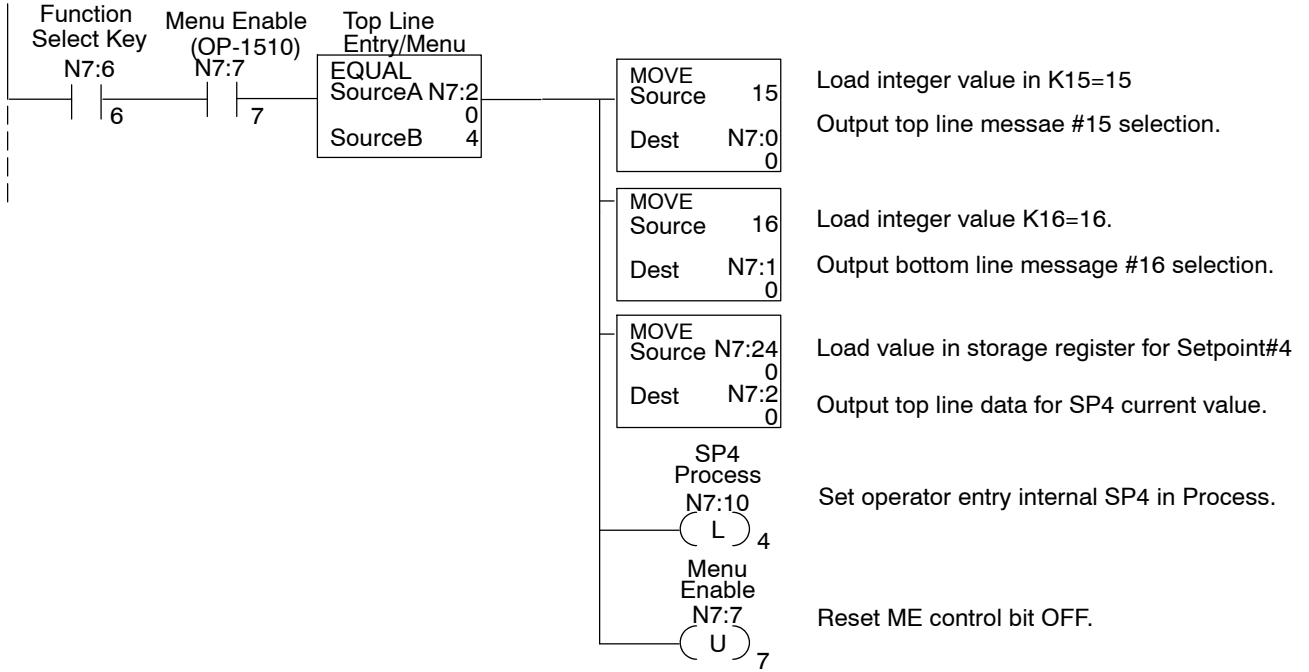 Function
Select Key
N7:6
6
Menu Enable
(OP-1510)
N7:7
7
Top Line
Entry/Menu
EQUAL
SourceA N7:2
0
SourceB 4
MOVE
Source 15
Dest N7:0
0
Load integer value in K15=15
Output top line messae #15 selection.
MOVE
Source 16
Dest N7:1
0
Load integer value K16=16.
Output bottom line message #16 selection.
MOVE
Source N7:24
0
Dest N7:2
0
Load value in storage register for Setpoint#4
Output top line data for SP4 current value.
SP4
Process
N7:10
L
4
Set operator entry internal SP4 in Process.
Menu
Enable
N7:7
U
7
Reset ME control bit OFF.